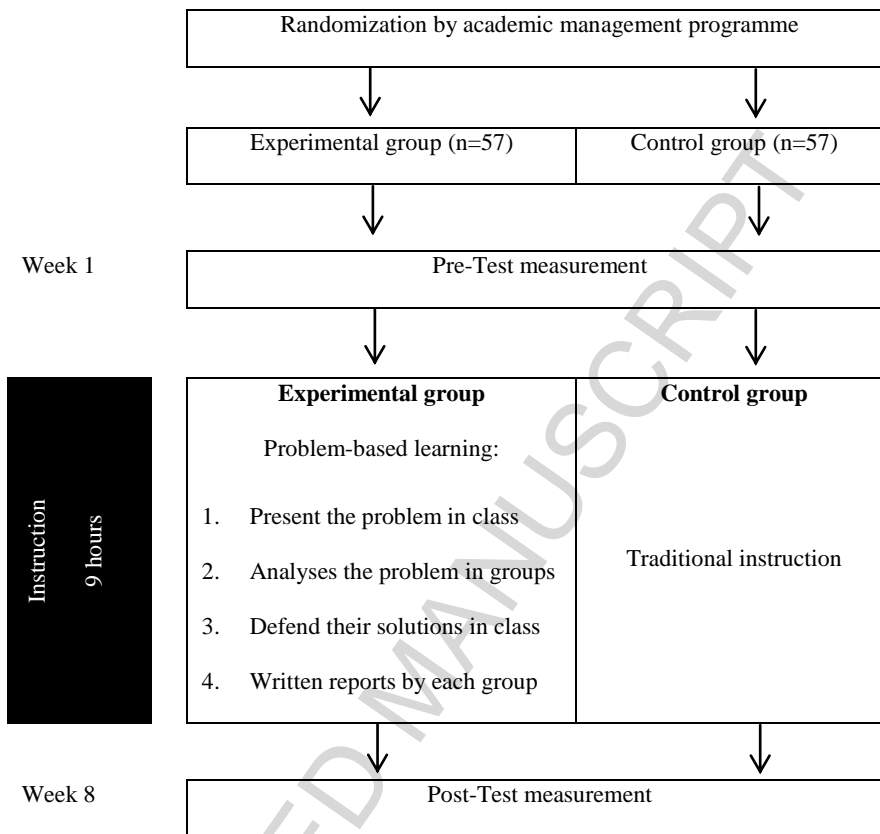 Randomization by academic management programme
Experimental group (n=57)
Control group (n=57)
Week 1
Pre-Test measurement
Instruction
9 hours
Experimental group
Problem-based learning:
1. Present the problem in class
2. Analyses the problem in groups
3. Defend their solutions in class
4. Written reports by each group
Control group
Traditional instruction
Week 8
Post-Test measurement
ED MANUSCRIPT